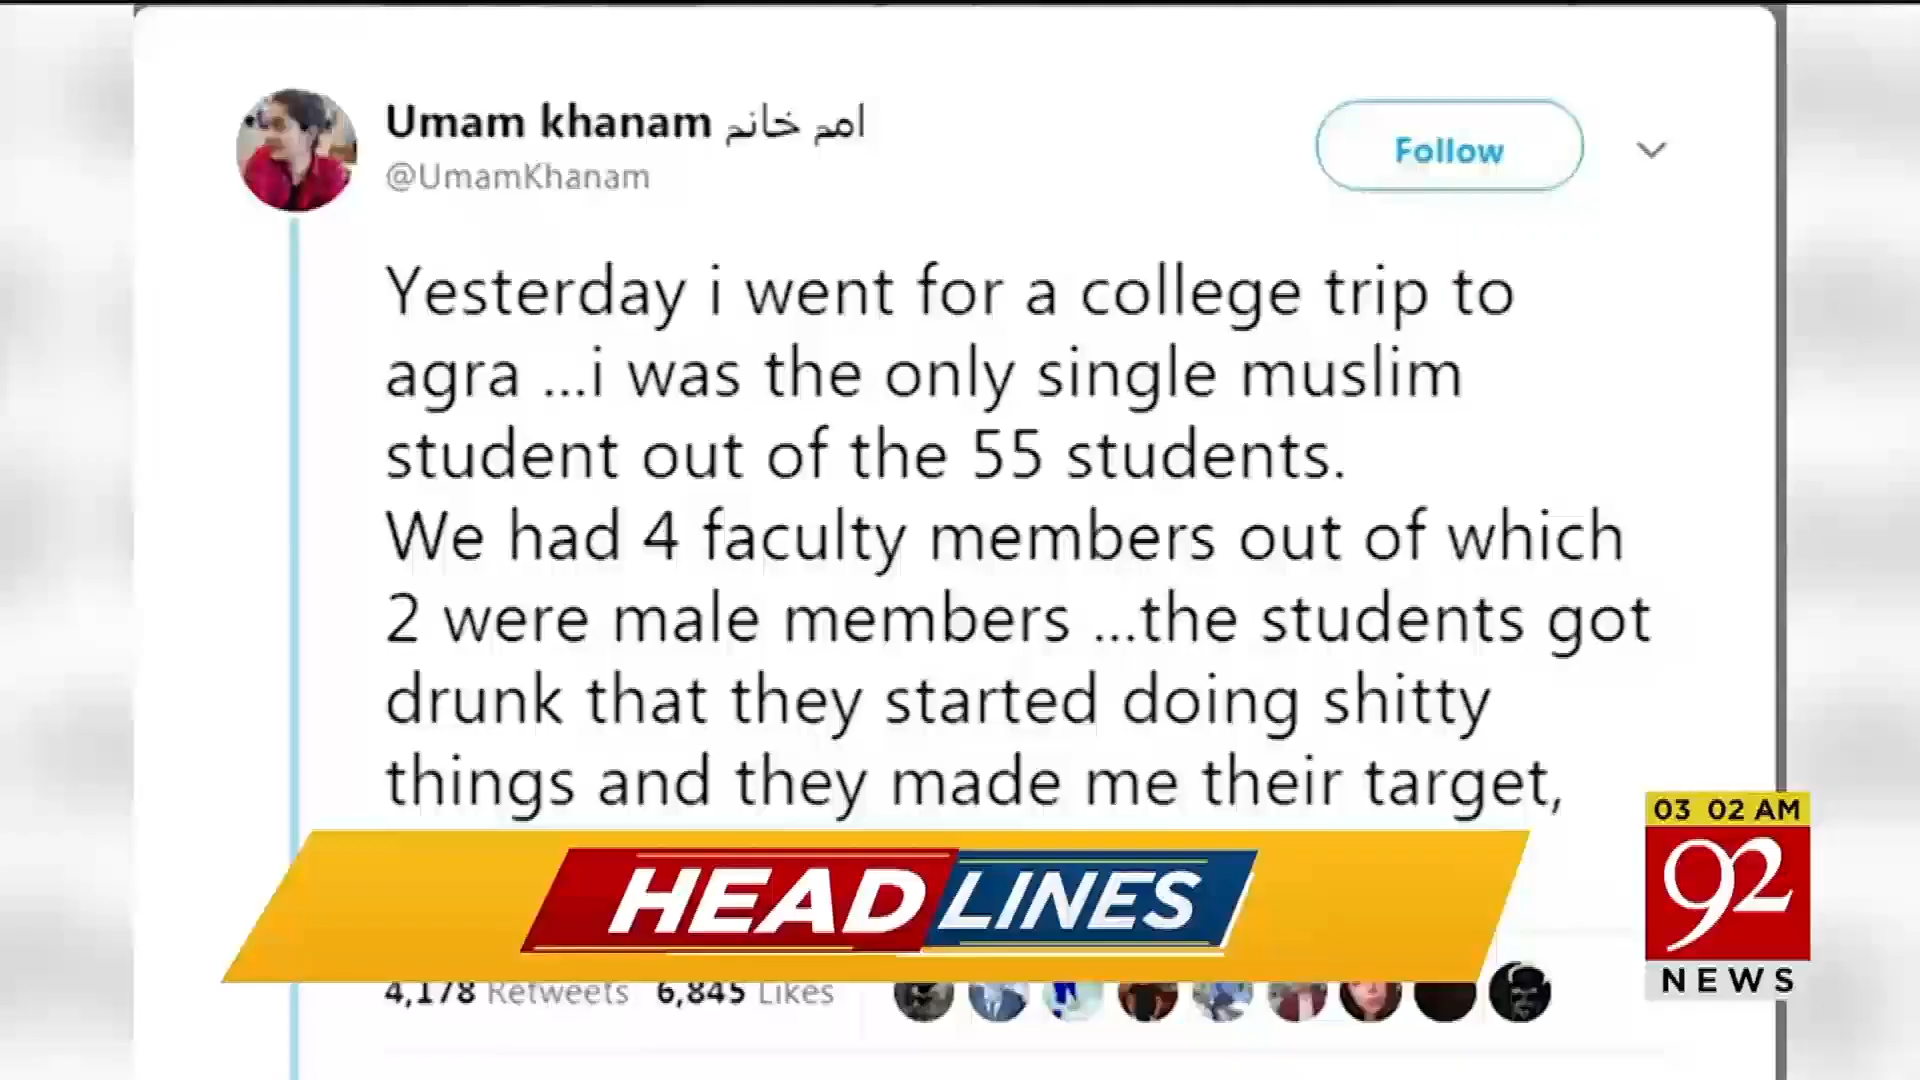 Umam khanam امم خانم
@UmamKhanam
Follow
Yesterday i went for a college trip to
agra ...i was the only single muslim
student out of the 55 students.
We had 4 faculty members out of which
2 were male members ...the students got
drunk that they started doing shitty
things and they made me their target,
HEADLINES
4,178 Retweets 6,845 Likes
03 02 AM
92
NEWS